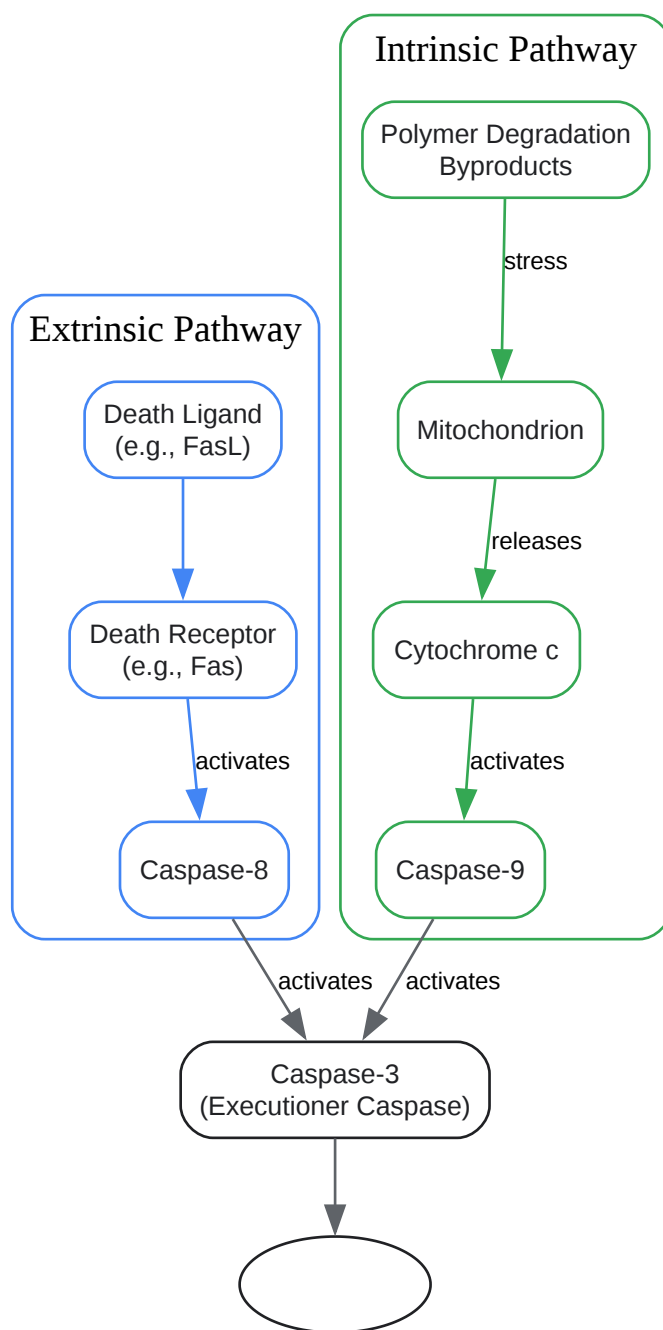 Intrinsic Pathway
Polymer Degradation
Byproducts
stress
Extrinsic Pathway
Death Ligand
(e.g., FasL)
Mitochondrion
releases
Death Receptor
(e.g., Fas)
Cytochrome c
activates
activates
Caspase-8
Caspase-9
activates
activates
Caspase-3
(Executioner Caspase)